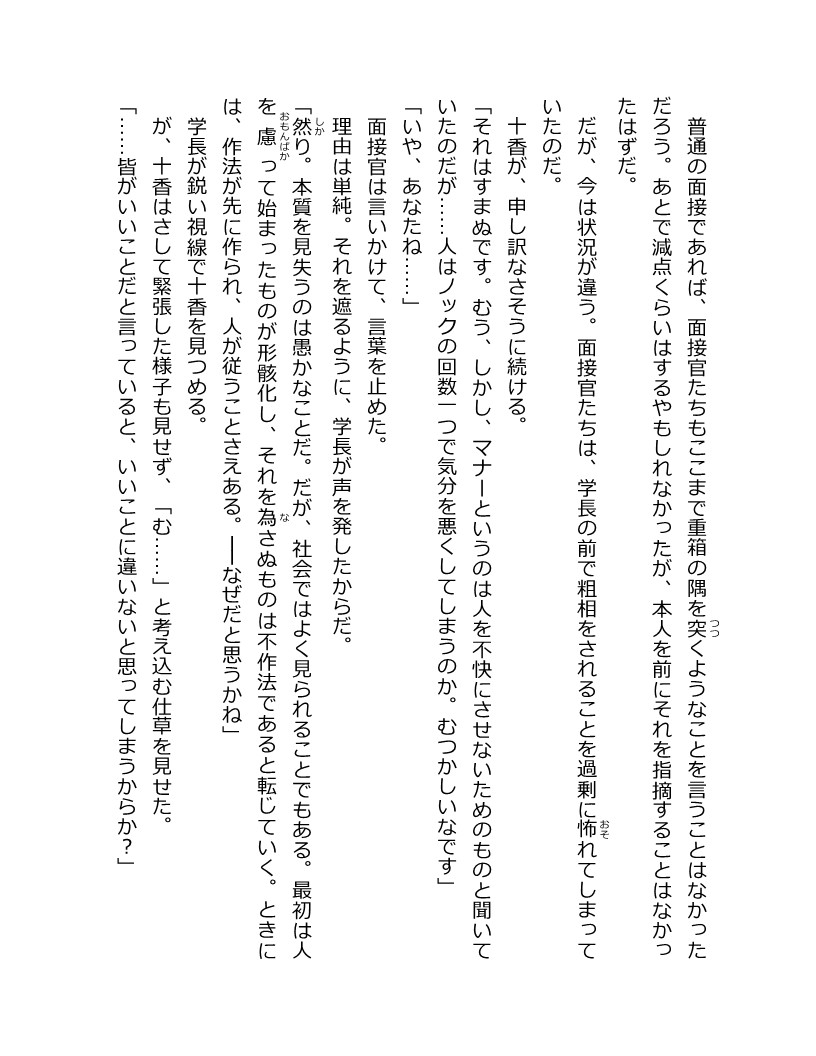 普通の面接であれば、面接官たちもここまで重箱の隅を突くようなことを言うことはなかった
だろう。あとで減点くらいはするやもしれなかったが、本人を前にそれを指摘することはなかっ
たはずだ。
だが、今は状況が違う。面接官たちは、学長の前で粗相をされることを過剰に怖れてしまって
いたのだ。
十香が、申し訳なさそうに続ける。
「それはすまぬです。むう、しかし、マナーというのは人を不快にさせないためのものと聞いて
いたのだが……人はノックの回数一つで気分を悪くしてしまうのか。むつかしいなです」
「いや、あなたね……」
面接官は言いかけて、言葉を止めた。
理由は単純。それを遮るように、学長が声を発したからだ。
「然り。本質を見失うのは愚かなことだ。だが、社会ではよく見られることでもある。最初は人
を慮って始まったものが形骸化し、それを為さぬものは不作法であると転じていく。ときに
は、作法が先に作られ、人が従うことさえある。――なぜだと思うかね」
学長が鋭い視線で十香を見つめる。
が、十香はさして緊張した様子も見せず、「む……」と考え込む仕草を見せた。
「……皆がいいことだと言っていると、いいことに違いないと思ってしまうからか？」